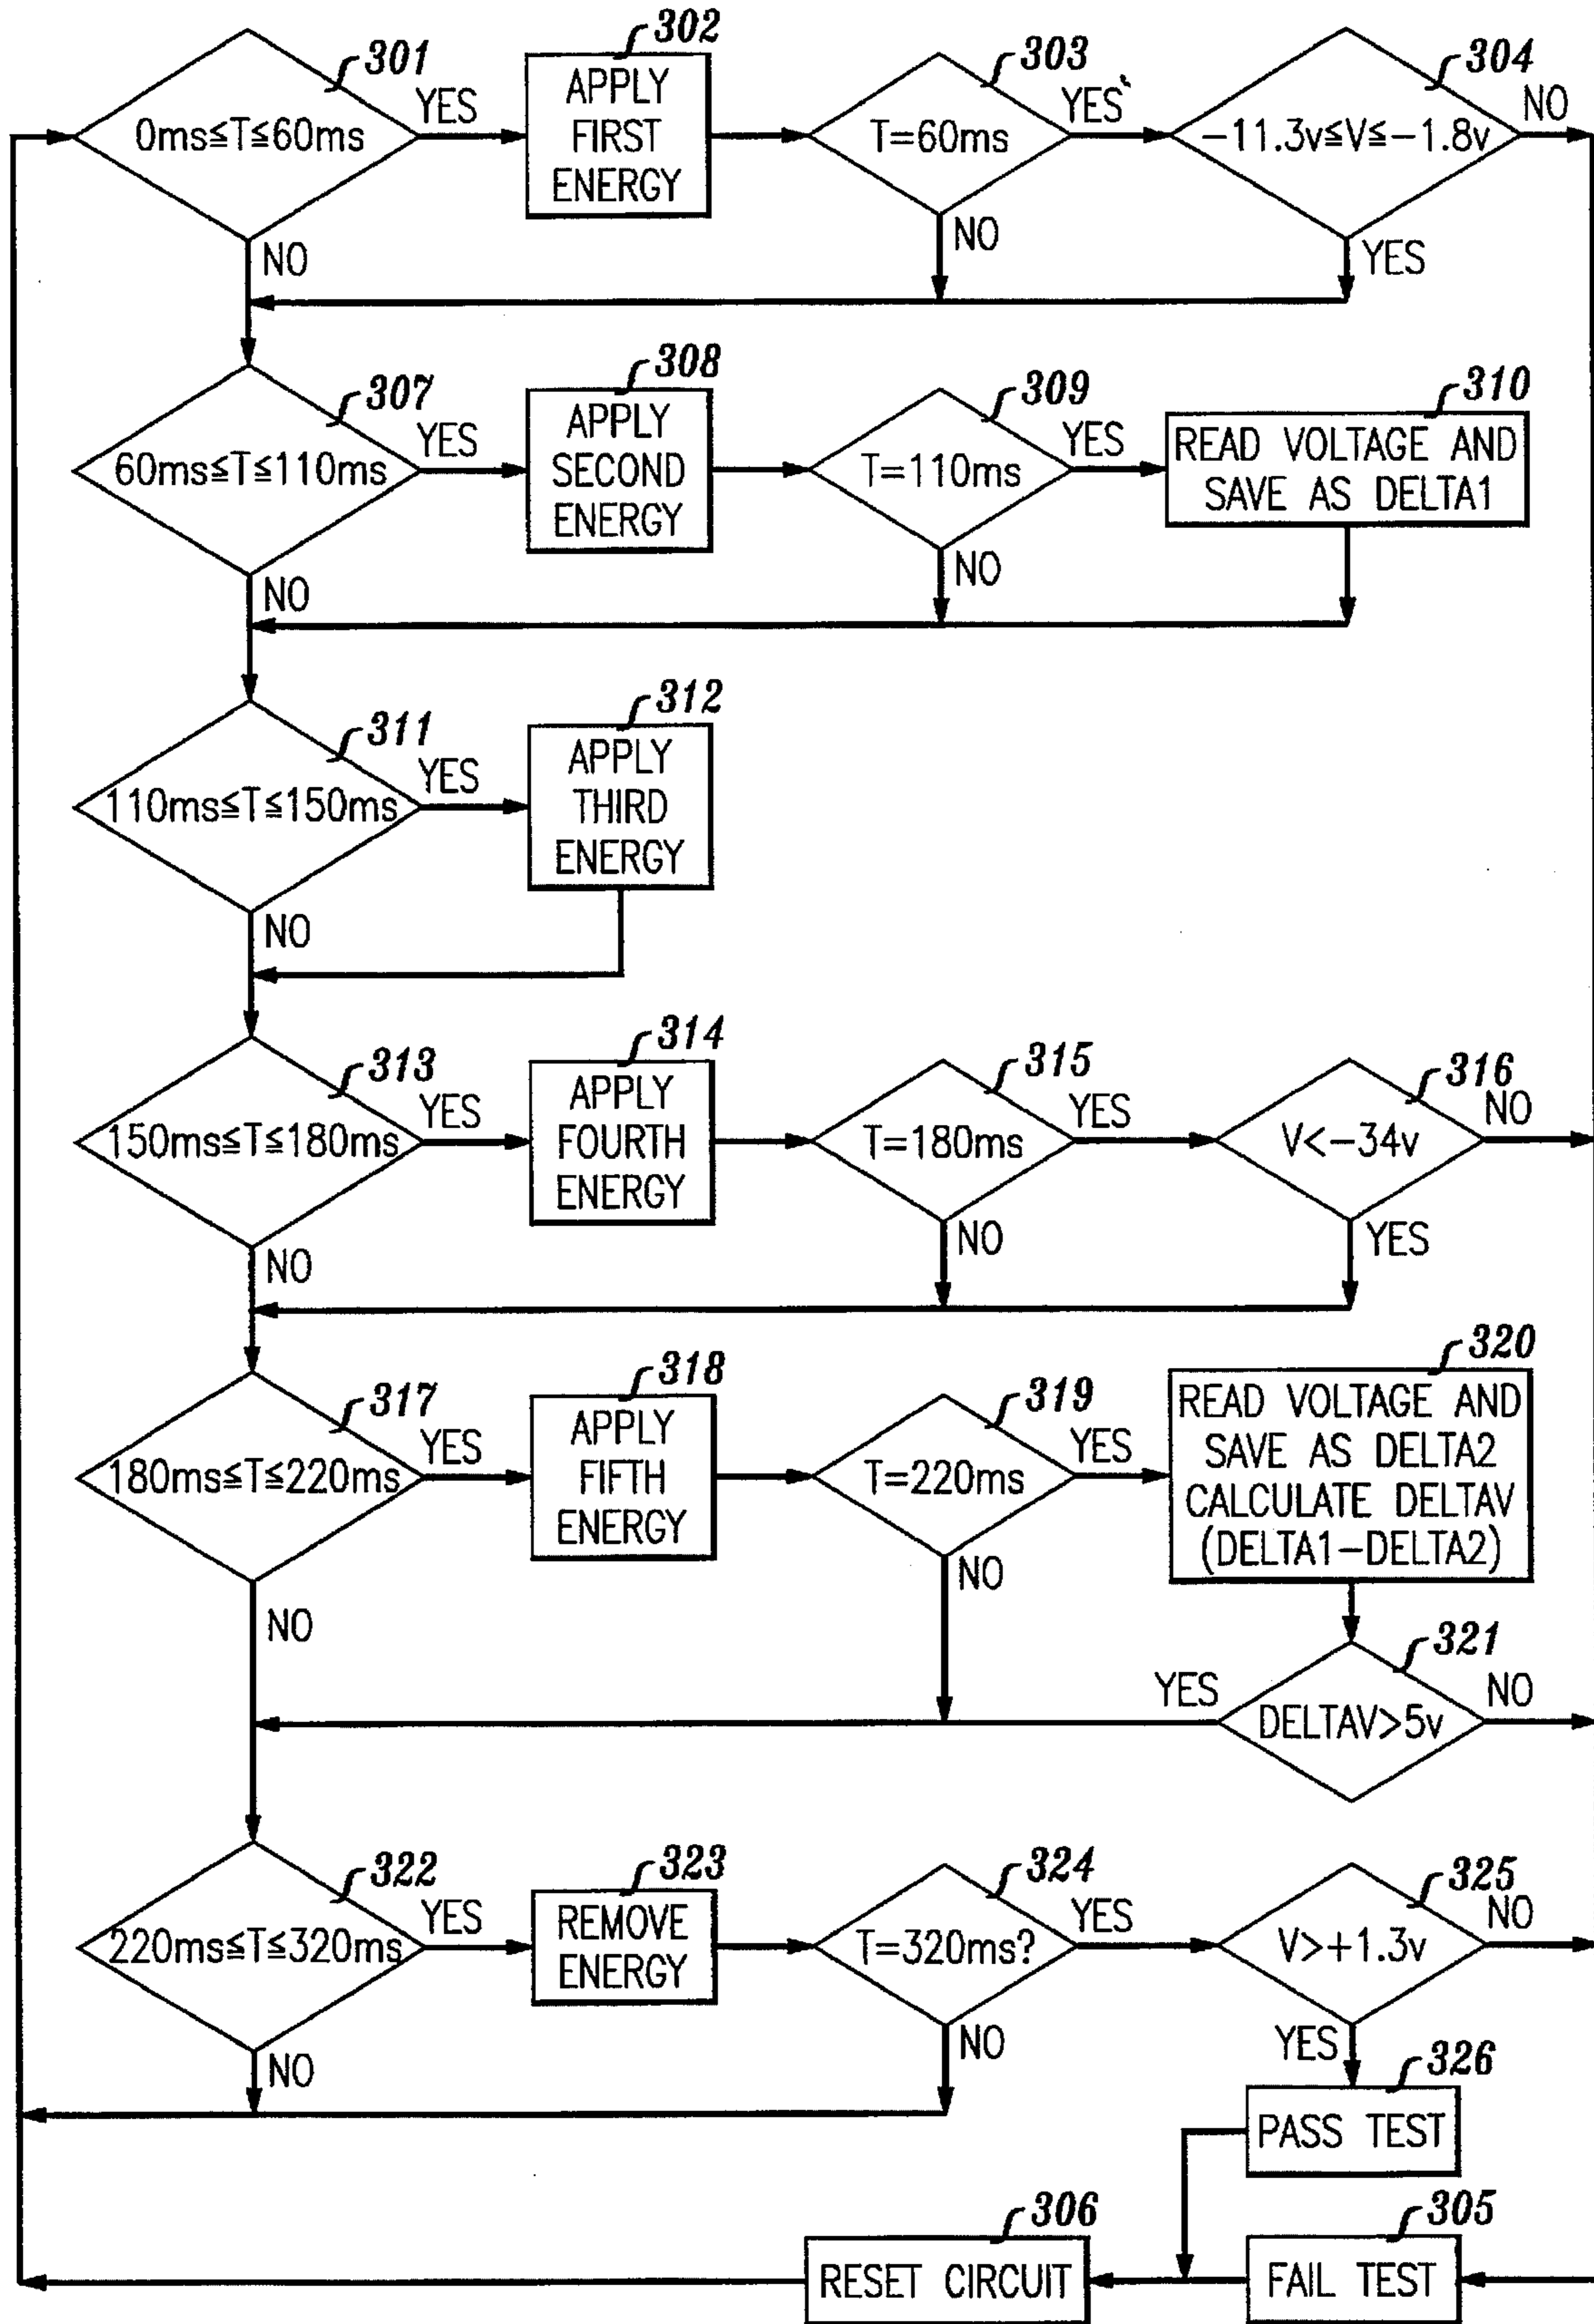 301
0ms≦T≦60ms
YES
NO
302
APPLY
FIRST
ENERGY
303
T=60ms
YES
NO
304
-11.3v≦V≦-1.8v
NO
YES
307
60ms≦T≦110ms
YES
NO
308
APPLY
SECOND
ENERGY
309
T=110ms
YES
NO
310
READ VOLTAGE AND
SAVE AS DELTA1
311
110ms≦T≦150ms
YES
NO
312
APPLY
THIRD
ENERGY
313
150ms≦T≦180ms
YES
NO
314
APPLY
FOURTH
ENERGY
315
T=180ms
YES
NO
316
V<-34v
NO
YES
317
180ms≦T≦220ms
YES
NO
318
APPLY
FIFTH
ENERGY
319
T=220ms
YES
NO
320
READ VOLTAGE AND
SAVE AS DELTA2
CALCULATE DELTAV
(DELTA1-DELTA2)
321
DELTAV>5v
YES
NO
322
220ms≦T≦320ms
YES
NO
323
REMOVE
ENERGY
324
T=320ms?
YES
NO
325
V>+1.3v
NO
YES
326
PASS TEST
306
RESET CIRCUIT
305
FAIL TEST